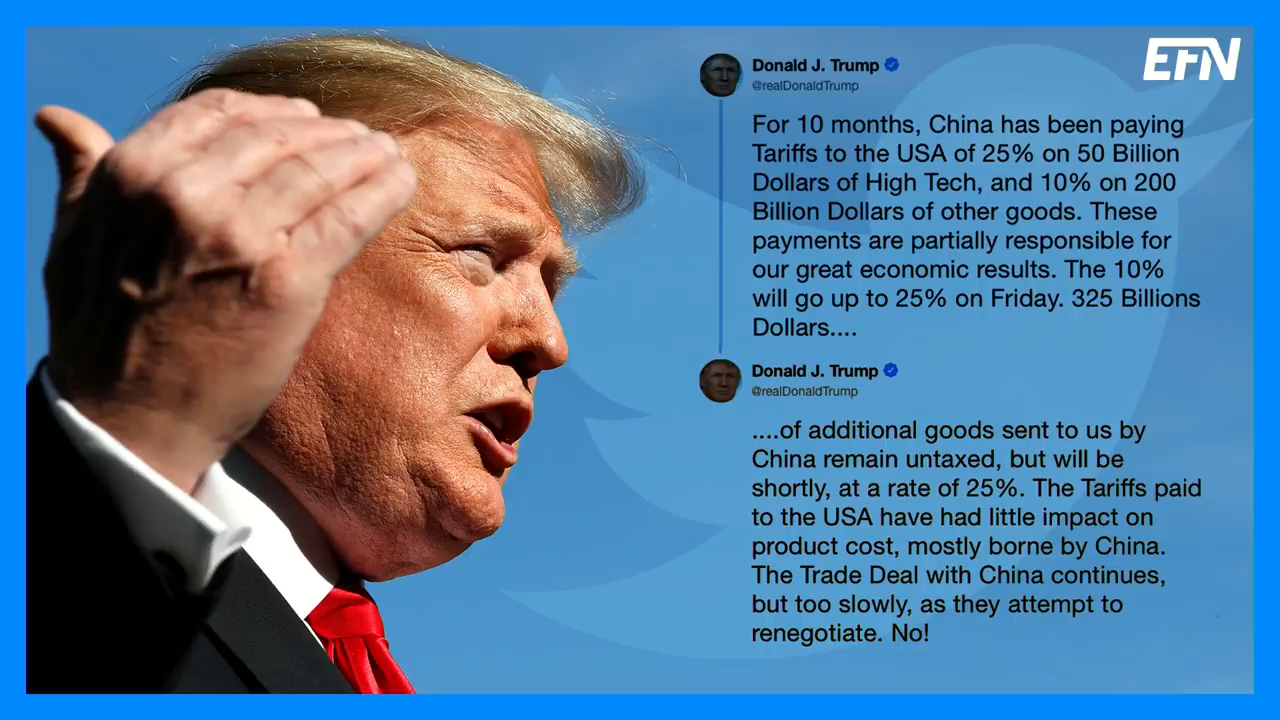 EFN
Donald J. Trump
@realDonaldTrump
For 10 months, China has been paying
Tariffs to the USA of 25% on 50 Billion
Dollars of High Tech, and 10% on 200
Billion Dollars of other goods. These
payments are partially responsible for
our great economic results. The 10%
will go up to 25% on Friday. 325 Billions
Dollars....
Donald J. Trump
@realDonaldTrump
....of additional goods sent to us by
China remain untaxed, but will be
shortly, at a rate of 25%. The Tariffs paid
to the USA have had little impact on
product cost, mostly borne by China.
The Trade Deal with China continues,
but too slowly, as they attempt to
renegotiate. No!